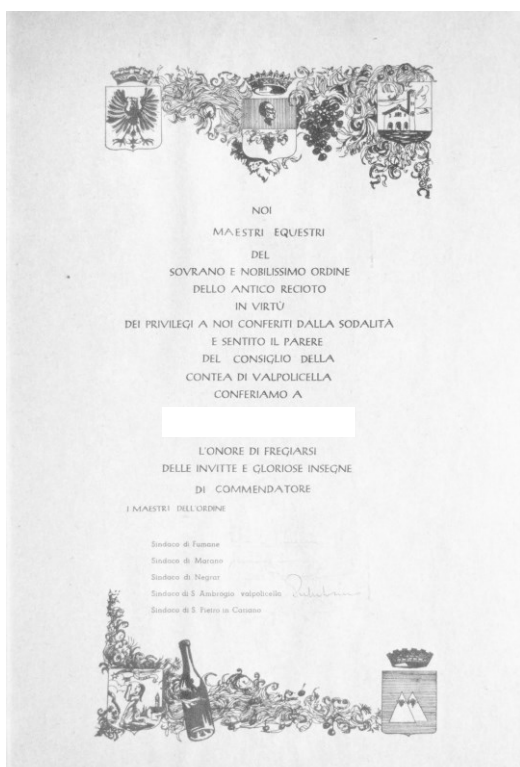 NOI
MAESTRI EQUESTRI
DEL
SOVRANO E NOBILISSIMO ORDINE
DELLO ANTICO RECIOTO
IN VIRTÙ
DEI PRIVILEGI A NOI CONFERITI DALLA SODALITÀ
E SENTITO IL PARERE
DEL CONSIGLIO DELLA
CONTEA DI VALPOLICELLA
CONFERIAMO A
L'ONORE DI FREGIARSI
DELLE INVITTE E GLORIOSE INSEGNE
DI COMMENDATORE
I MAESTRI DELL'ORDINE
Sindaco di Fumane
Sindaco di Marano
Sindaco di Negrar
Sindaco di S. Ambrogio valpolicella
Sindaco di S. Pietro in Cariano